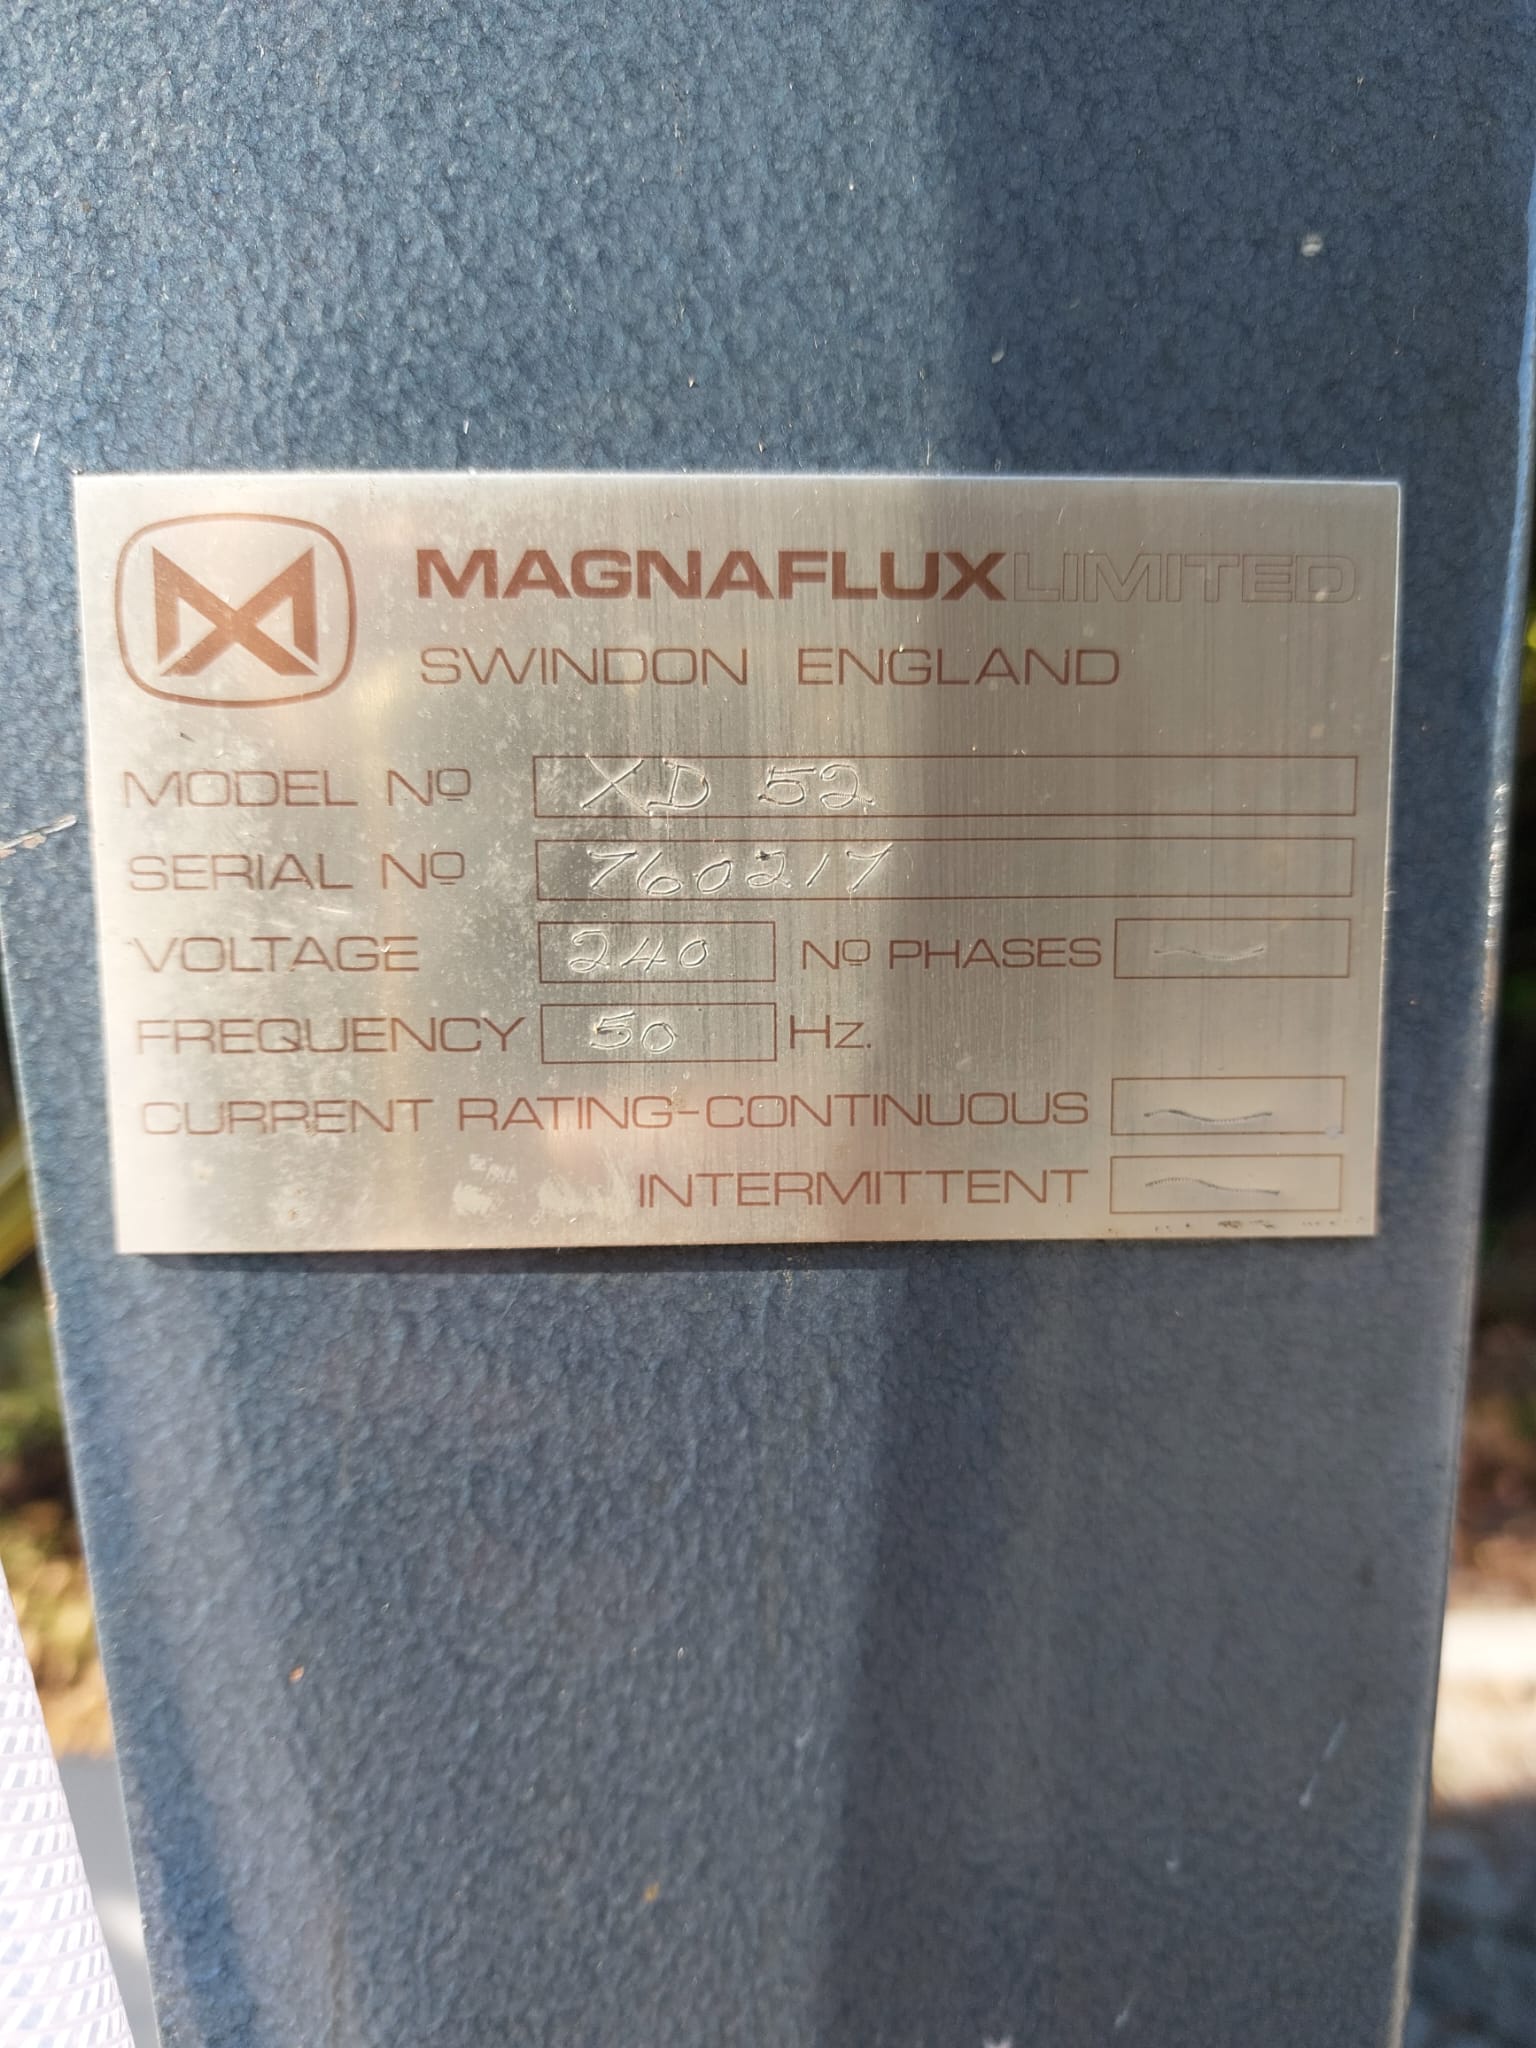 MAGNAFLUX LIMITED
SWINDON ENGLAND
MODEL Nº XD 52
SERIAL Nº 760217
VOLTAGE 240 Nº PHASES
FREQUENCY 50 Hz.
CURRENT RATING-CONTINUOUS
INTERMITTENT